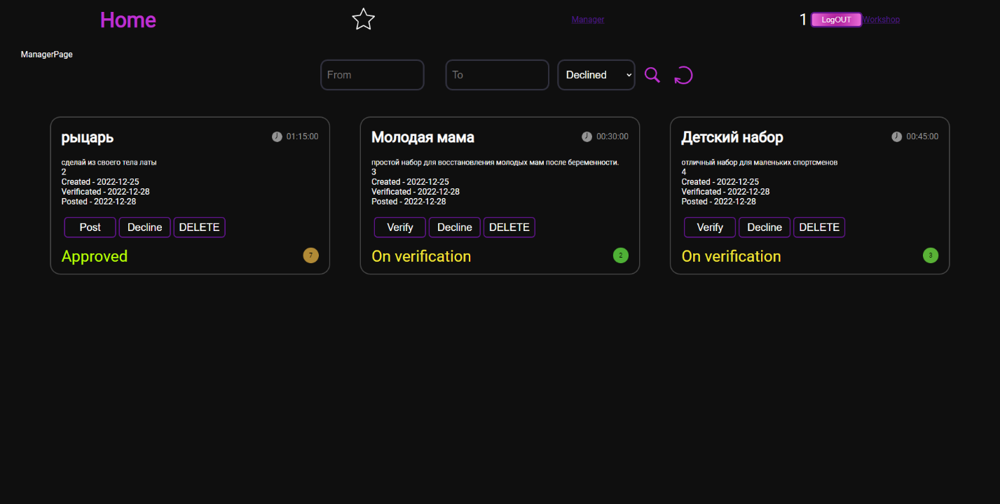 Home
Manager
1 LogOUT Workshop
ManagerPage
From
To
Declined
рыцарь
01:15:00
сделай из своего тела латы
2
Created - 2022-12-25
Verificated - 2022-12-28
Posted - 2022-12-28
Post Decline DELETE
Approved
7
Молодая мама
00:30:00
простой набор для восстановления молодых мам после беременности.
3
Created - 2022-12-25
Verificated - 2022-12-28
Posted - 2022-12-28
Verify Decline DELETE
On verification
2
Детский набор
00:45:00
отличный набор для маленьких спортсменов
4
Created - 2022-12-25
Verificated - 2022-12-28
Posted - 2022-12-28
Verify Decline DELETE
On verification
3